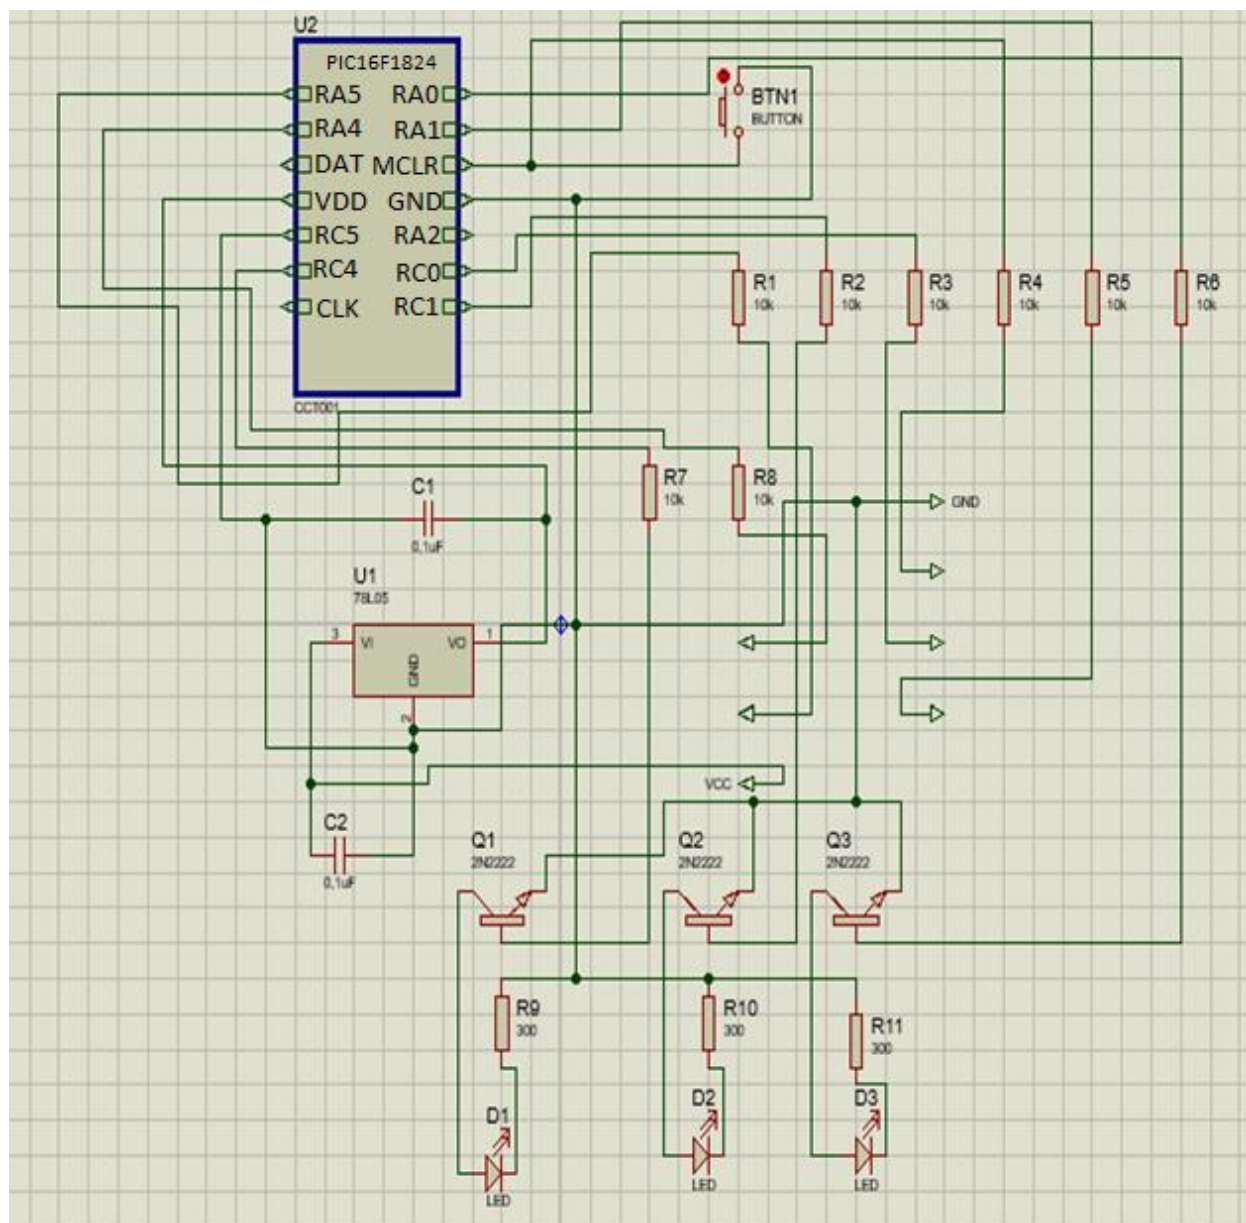 U2
PIC16F1824
RA5 RA0
RA4 RA1
DAT MCLR
VDD GND
RC5 RA2
RC4 RC0
CLK RC1
CCT001
BTN1
BUTTON
R1 R2 R3 R4 R5 R6
10k 10k 10k 10k 10k 10k
R7 R8
10k 10k
C1
0,1uF
GND
U1
78L05
3 VI VO 1
GND
2
VCC
C2
0,1uF
Q1 Q2 Q3
2N2222 2N2222 2N2222
R9 R10 R11
300 300 300
D1 D2 D3
LED LED LED